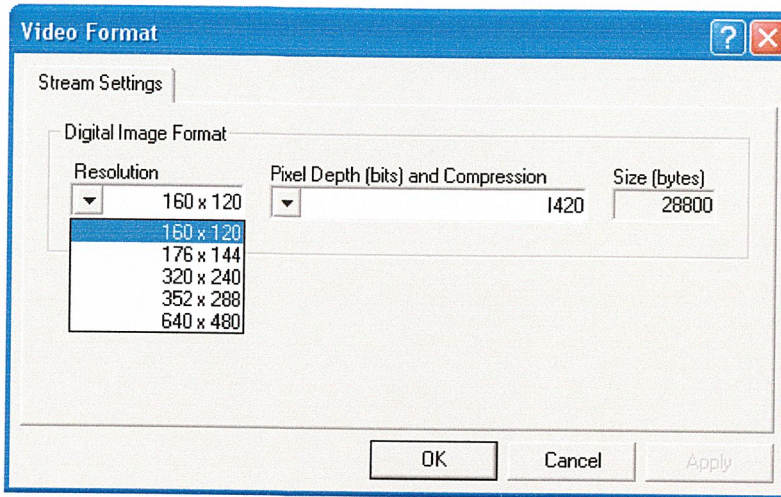 Video Format
Stream Settings
Digital Image Format
Resolution
Pixel Depth (bits) and Compression
Size (bytes)
160 x 120
I420
28800
160 x 120
176 x 144
320 x 240
352 x 288
640 x 480
OK
Cancel
Apply